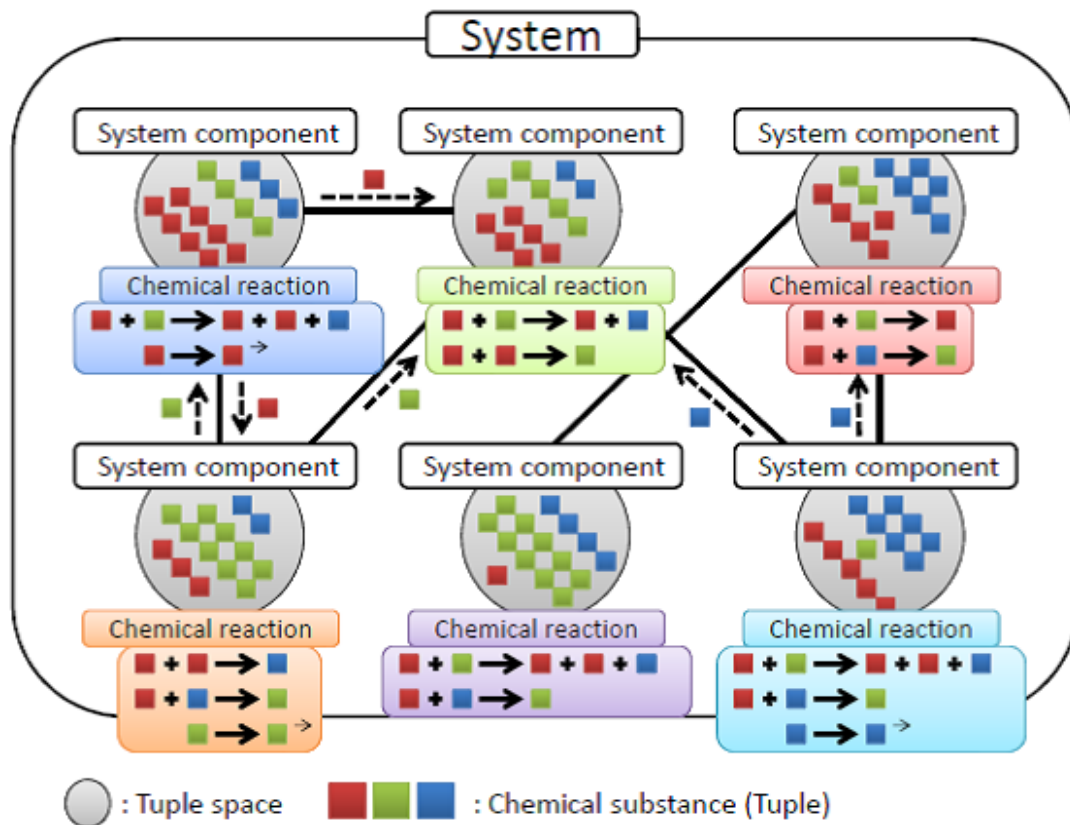 System
System component
System component
System component
Chemical reaction
Chemical reaction
Chemical reaction
+ → + +
+ → +
+ →
→ →
+ →
+ →
System component
System component
System component
Chemical reaction
Chemical reaction
Chemical reaction
+ →
+ → + +
+ → + +
+ →
+ →
+ →
→ →
→ →
: Tuple space
: Chemical substance (Tuple)